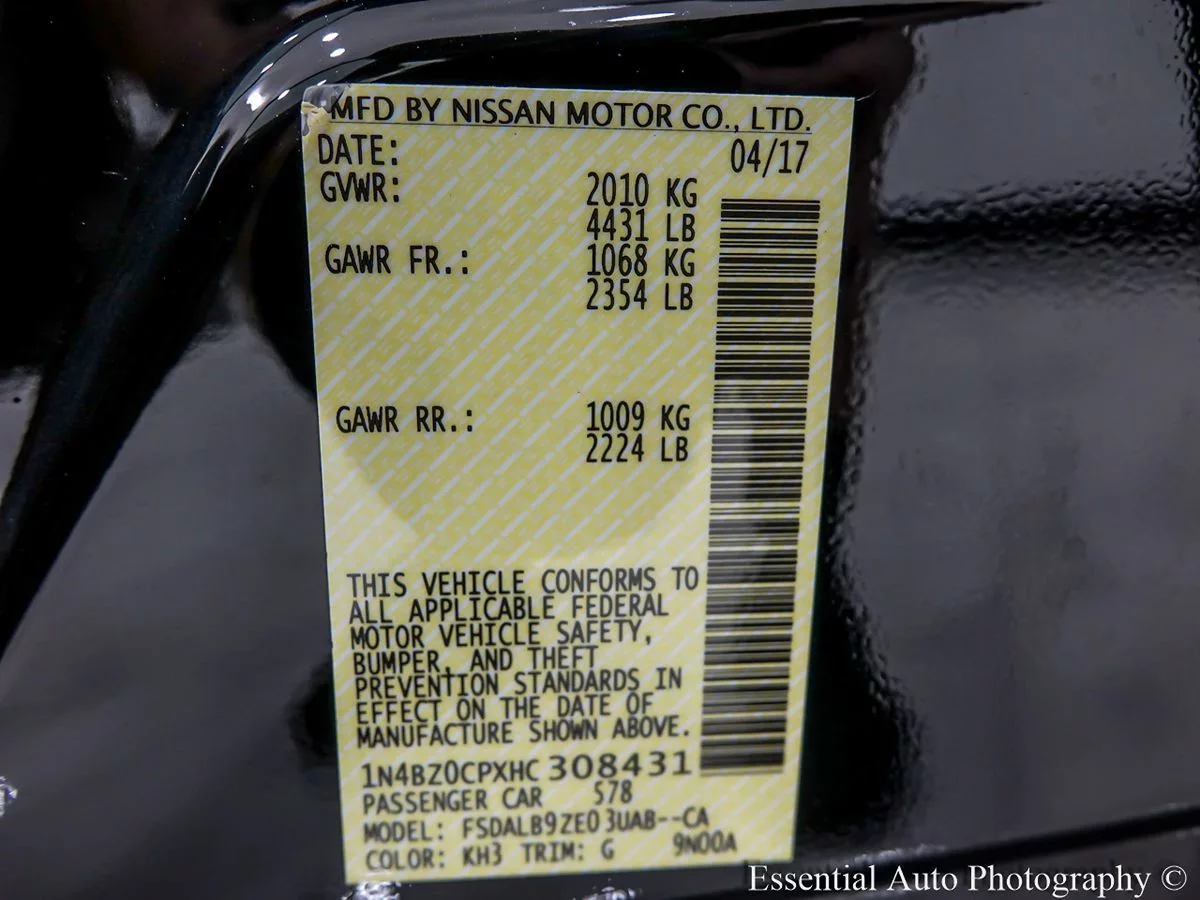 MFD BY NISSAN MOTOR CO., LTD.
DATE: 04/17
GVWR: 2010 KG
4431 LB
GAWR FR.: 1068 KG
2354 LB
GAWR RR.: 1009 KG
2224 LB
THIS VEHICLE CONFORMS TO
ALL APPLICABLE FEDERAL
MOTOR VEHICLE SAFETY,
BUMPER, AND THEFT
PREVENTION STANDARDS IN
EFFECT ON THE DATE OF
MANUFACTURE SHOWN ABOVE.
1N4BZ0CPXHC 308431
PASSENGER CAR 578
MODEL: FSDALB9ZE03UAB--CA
COLOR: KH3 TRIM: G 9N00A
Essential Auto Photography ©